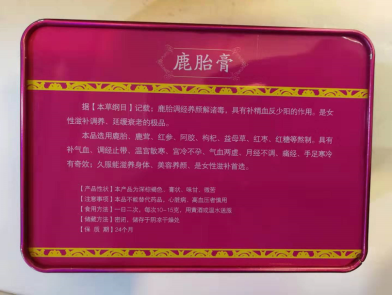 鹿胎膏
据【本草纲目】记载：鹿胎调经养颜解诸毒、具有补精血反少阳的作用，是女
性滋补调养、延缓衰老的极品。
本品选用鹿胎、鹿茸、红参、阿胶、枸杞、益母草、红枣、红糖等熬制，具有
补气血、调经止带、温宫散寒、宫冷不孕、气血两虚、月经不调、痛经、手足寒冷
有奇效；久服能滋养身体、美容养颜、是女性滋补首选。
【产品性状】本产品为深棕褐色、膏状、味甘、微苦
【注意事项】本品不能替代药品、心脏病、高血压者慎用
【食用方法】一日二次，每次10-15克，用黄酒或温水送服
【储藏方法】密闭、储存于阴凉干燥处
【保 质 期】24个月